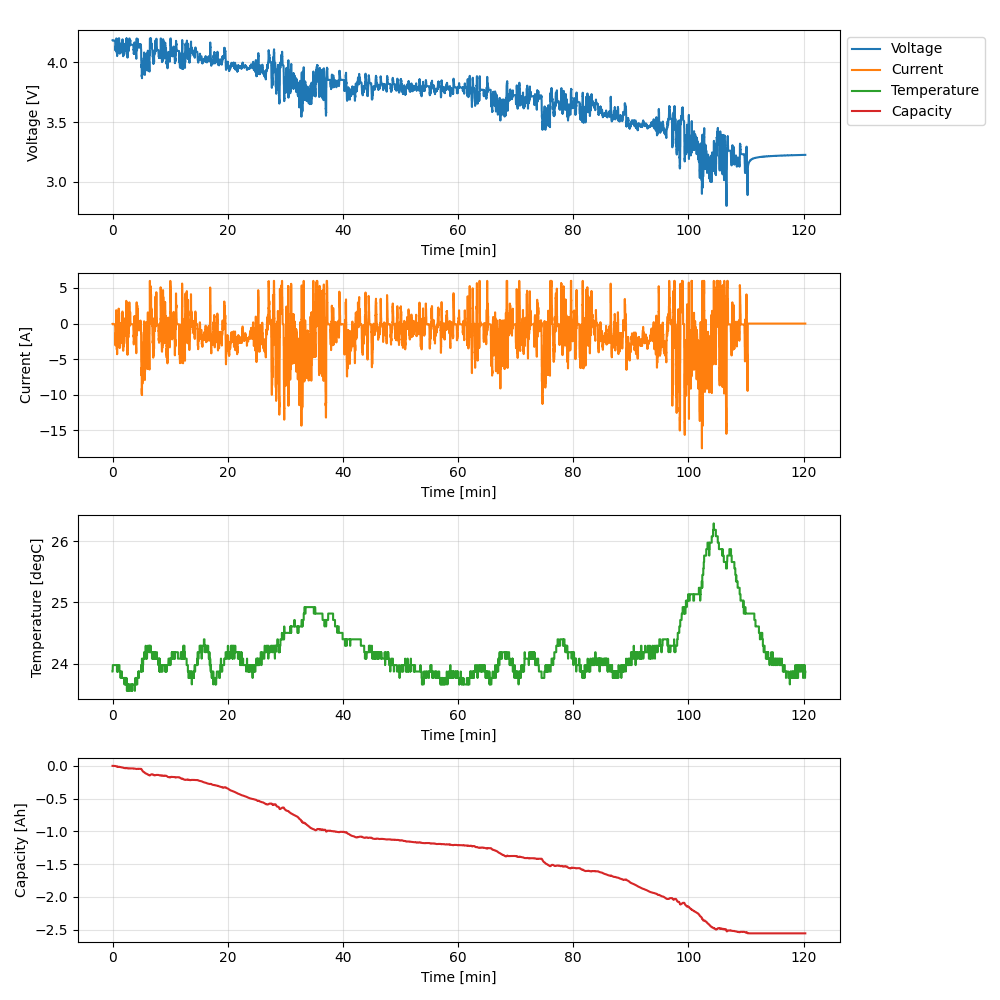 Voltage [V]
4.0
3.5
3.0
0 20 40 60 80 100 120
Time [min]
Voltage
Current
Temperature
Capacity
Current [A]
5
0
−5
−10
−15
0 20 40 60 80 100 120
Time [min]
Temperature [degC]
26
25
24
0 20 40 60 80 100 120
Time [min]
Capacity [Ah]
0.0
−0.5
−1.0
−1.5
−2.0
−2.5
0 20 40 60 80 100 120
Time [min]